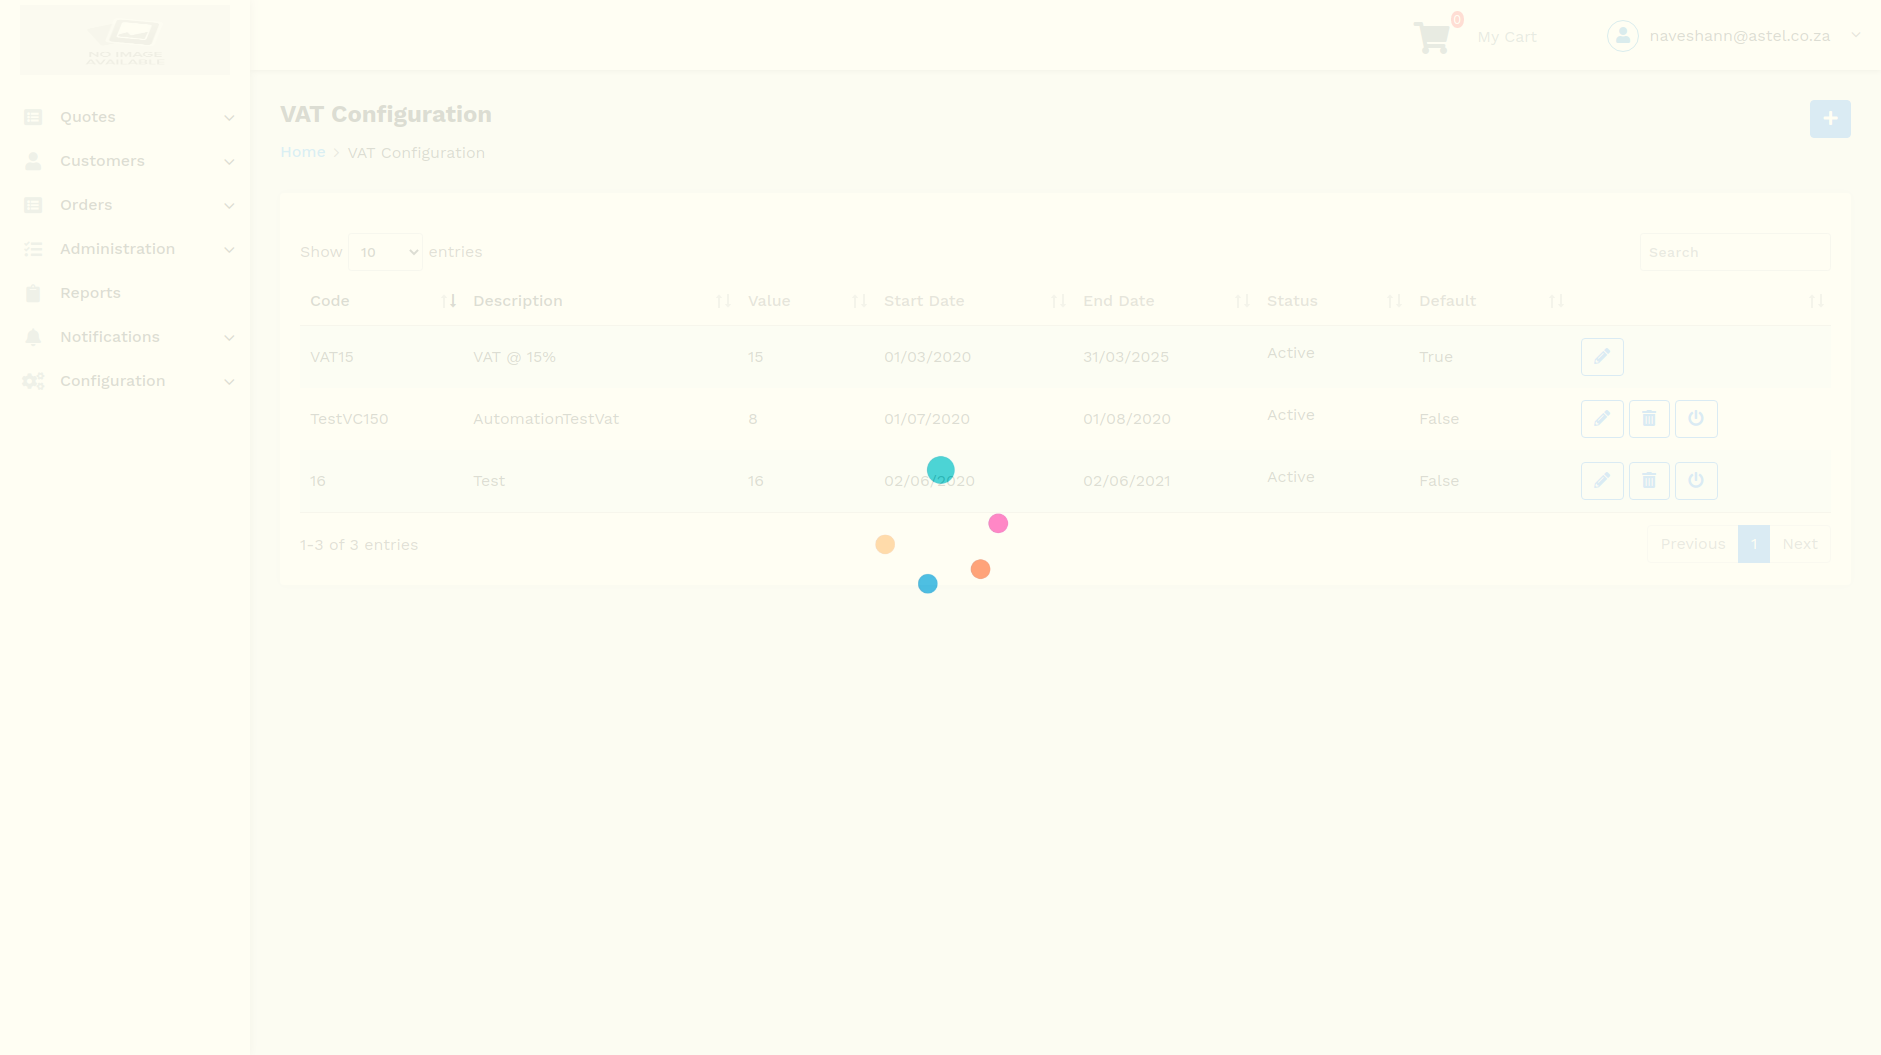 NO IMAGE
AVAILABLE
0
My Cart
naveshann@astel.co.za
Quotes
Customers
Orders
Administration
Reports
Notifications
Configuration
VAT Configuration
Home > VAT Configuration
Show 10 entries
Search
Code Description Value Start Date End Date Status Default
VAT15 VAT @ 15% 15 01/03/2020 31/03/2025 Active True
TestVC150 AutomationTestVat 8 01/07/2020 01/08/2020 Active False
16 Test 16 02/06/2020 02/06/2021 Active False
1-3 of 3 entries
Previous 1 Next